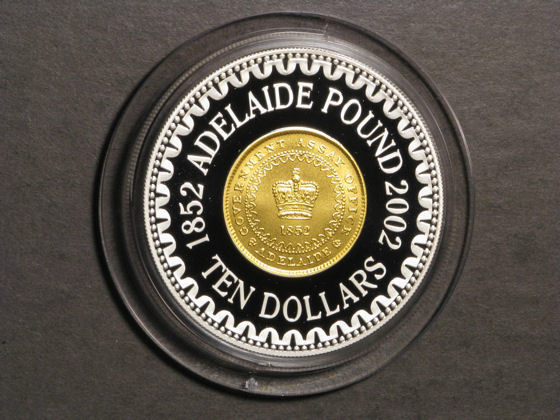 1852 ADELAIDE POUND 2002
TEN DOLLARS
GOVERNMENT ASSAY OFFICE
ADELAIDE
1852